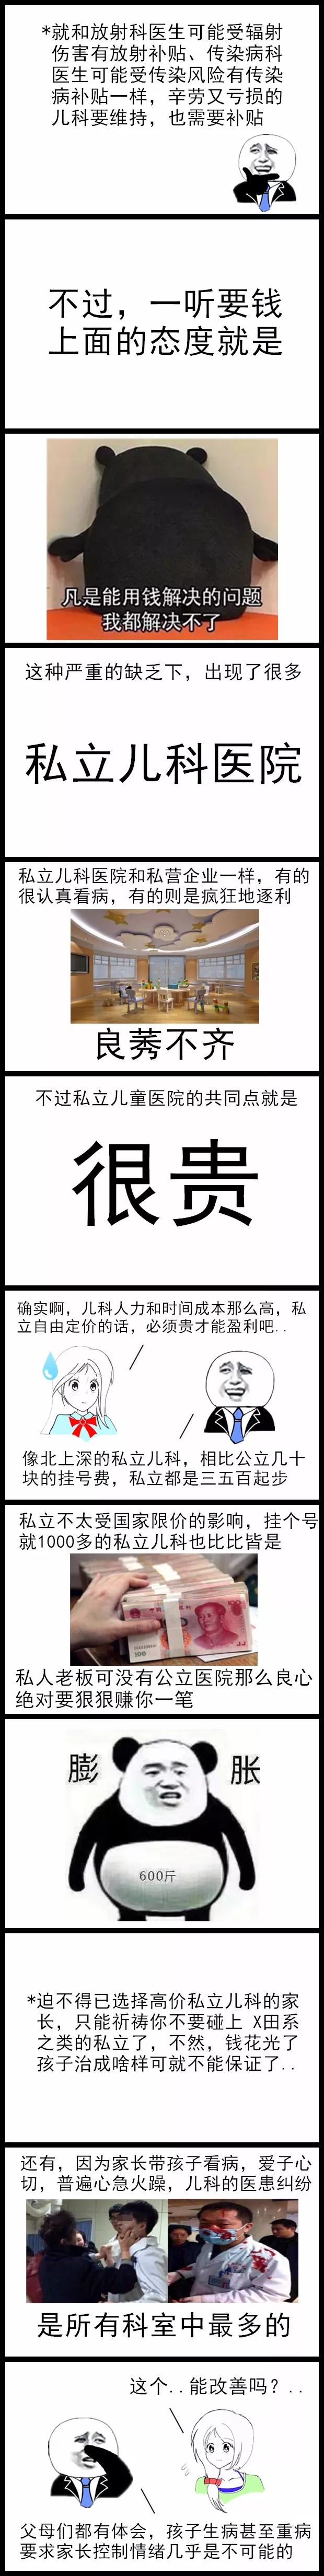 *就和放射科医生可能受辐射
伤害有放射补贴、传染病科
医生可能受传染风险有传染
病补贴一样，辛劳又亏损的
儿科要维持，也需要补贴
不过，一听要钱
上面的态度就是
凡是能用钱解决的问题
我都解决不了
这种严重的缺乏下，出现了很多
私立儿科医院
私立儿科医院和私营企业一样，有的
很认真看病，有的则是疯狂地逐利
良莠不齐
不过私立儿童医院的共同点就是
很贵
确实啊，儿科人力和时间成本那么高，私
立自由定价的话，必须贵才能盈利吧..
像北上深的私立儿科，相比公立几十
块的挂号费，私立都是三五百起步
私立不太受国家限价的影响，挂个号
就1000多的私立儿科也比比皆是
私人老板可没有公立医院那么良心
绝对要狠狠赚你一笔
膨 胀
600斤
*迫不得已选择高价私立儿科的家
长，只能祈祷你不要碰上 X田系
之类的私立了，不然，钱花光了
孩子治成啥样可就不能保证了..
还有，因为家长带孩子看病，爱子心
切，普遍心急火躁，儿科的医患纠纷
是所有科室中最多的
这个..能改善吗？..
父母们都有体会，孩子生病甚至重病
要求家长控制情绪几乎是不可能的